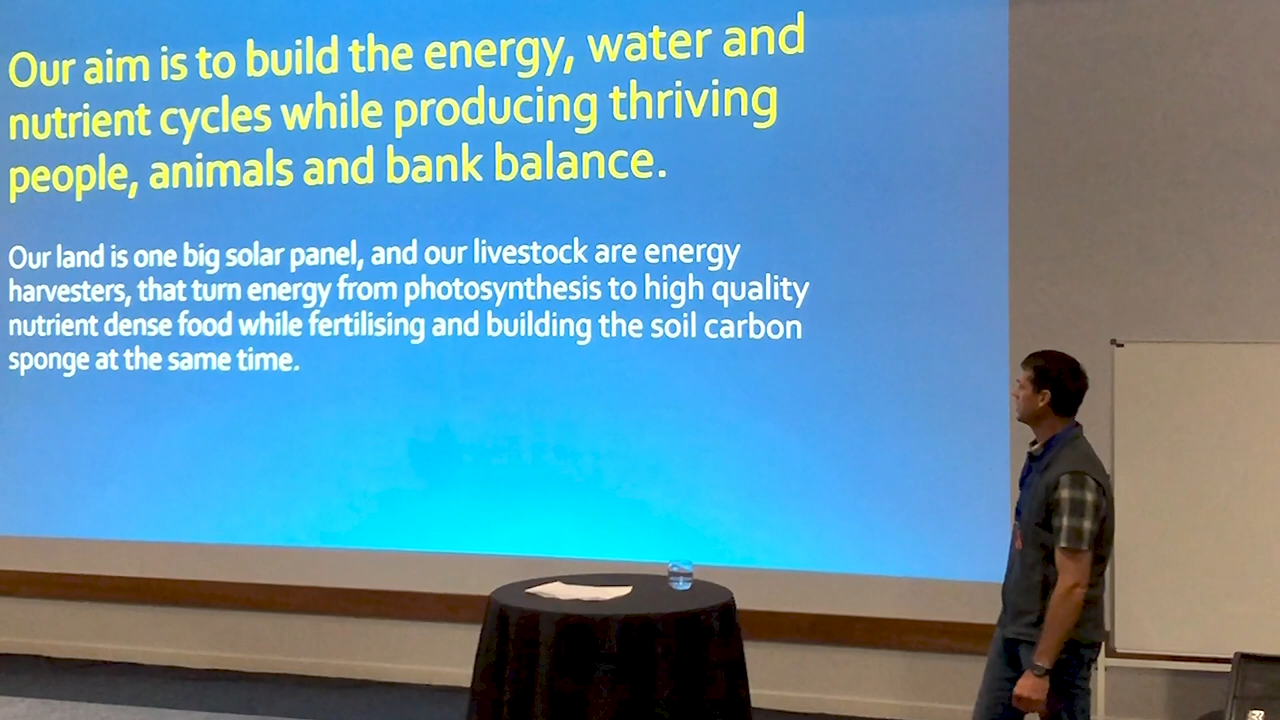 Our aim is to build the energy, water and
nutrient cycles while producing thriving
people, animals and bank balance.
Our land is one big solar panel, and our livestock are energy
harvesters, that turn energy from photosynthesis to high quality
nutrient dense food while fertilising and building the soil carbon
sponge at the same time.